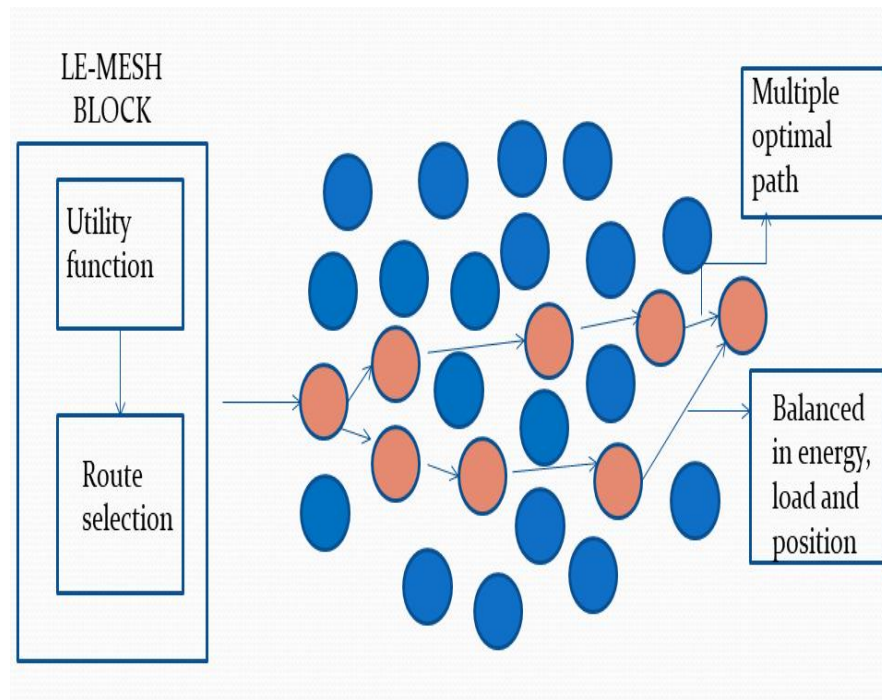 LE-MESH
BLOCK
Utility
function
Route
selection
Multiple
optimal
path
Balanced
in energy,
load and
position